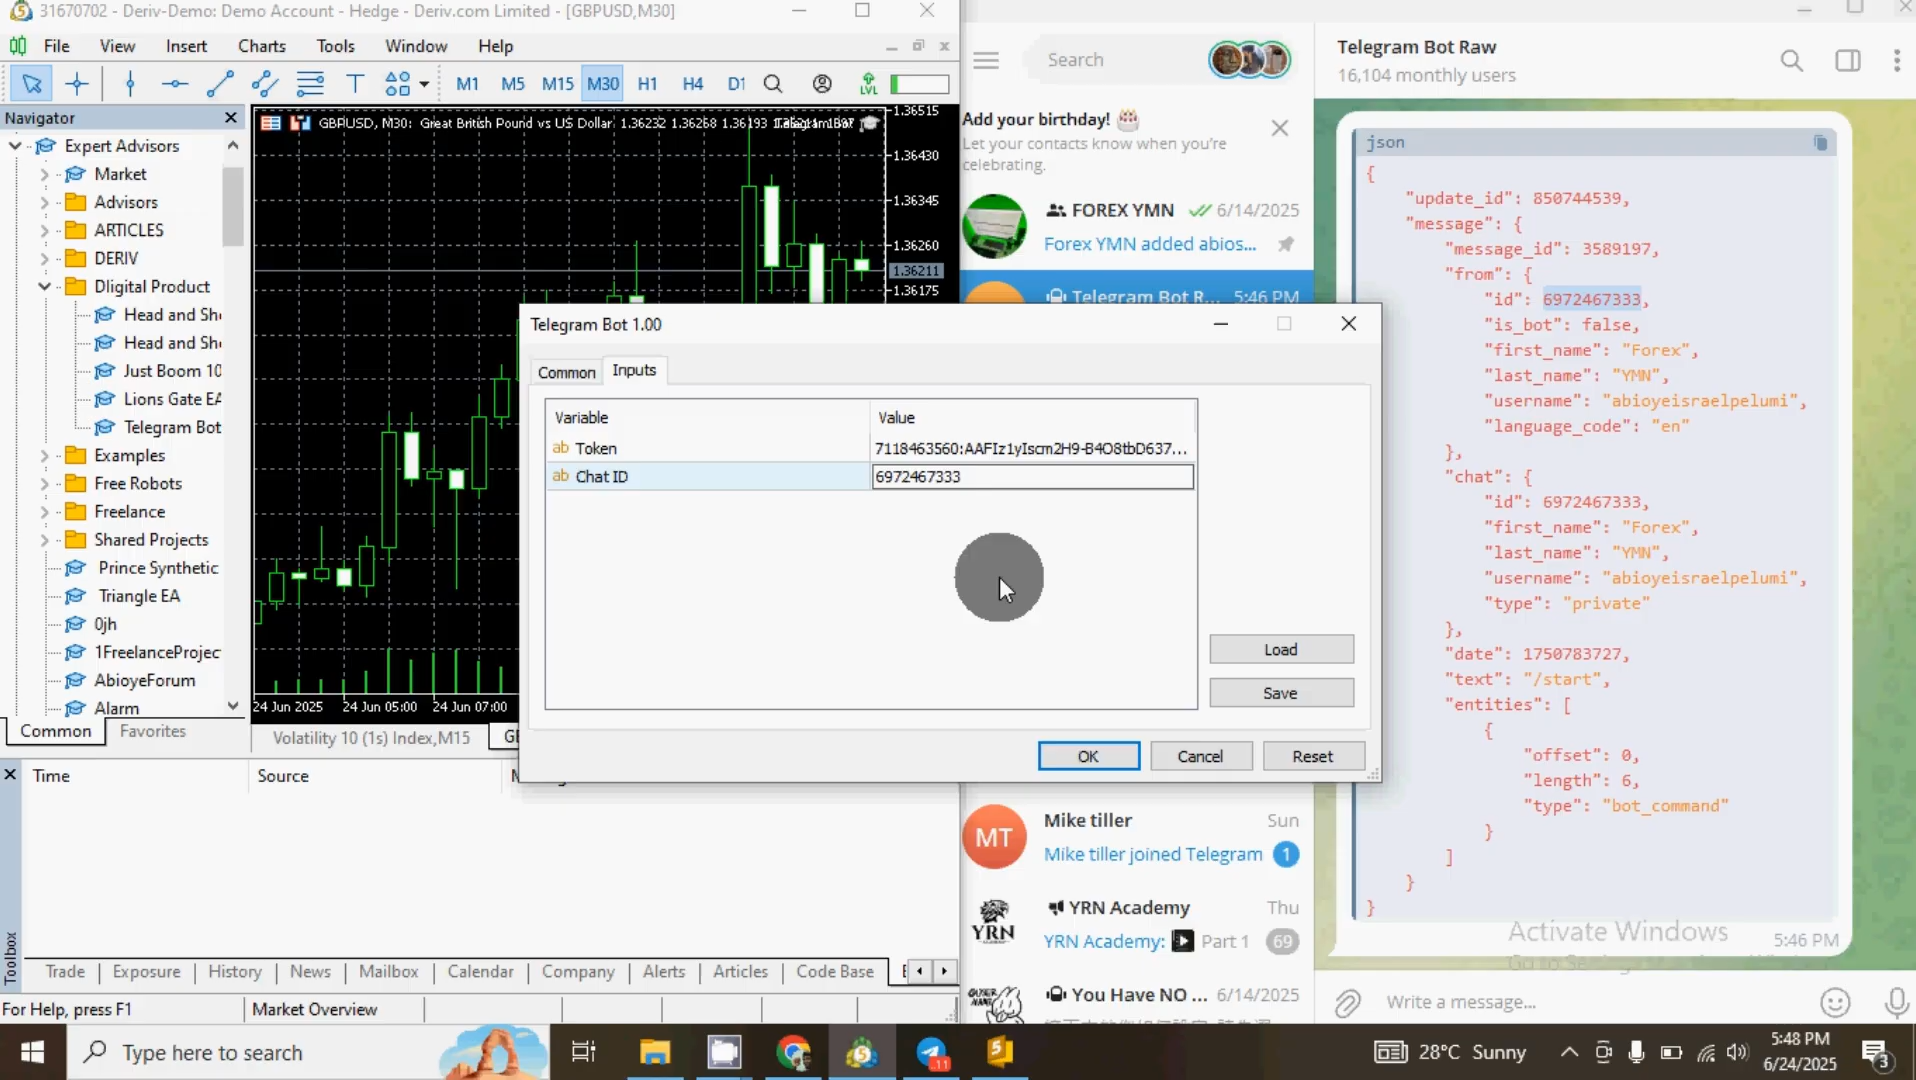 31670702 - Deriv-Demo: Demo Account - Hedge - Deriv.com Limited - [GBPUSD,M30]
File View Insert Charts Tools Window Help
M1 M5 M15 M30 H1 H4 D1
LVL
Navigator
Expert Advisors
Market
Advisors
ARTICLES
DERIV
Dligital Product
Head and Sh
Head and Sh
Just Boom 10
Lions Gate EA
Telegram Bot
Examples
Free Robots
Freelance
Shared Projects
Prince Synthetic
Triangle EA
0jh
1FreelanceProjec
AbioyeForum
Alarm
Common Favorites
GBPUSD, M30: Great British Pound vs US Dollar 1.36232 1.36268 1.36193
1.36515
1.36430
1.36345
1.36260
1.36211
1.36175
24 Jun 2025 24 Jun 05:00 24 Jun 07:00
Volatility 10 (1s) Index,M15
Telegram Bot 1.00
Common Inputs
Variable Value
Token 7118463560:AAFIz1yIscm2H9-B4O8tbD637...
Chat ID 6972467333
Load
Save
OK Cancel Reset
Time Source
Toolbox
Trade Exposure History News Mailbox Calendar Company Alerts Articles Code Base
For Help, press F1 Market Overview
Search
Add your birthday!
Let your contacts know when you're
celebrating.
FOREX YMN 6/14/2025
Forex YMN added abios...
Telegram Bot R... 5:46 PM
MT
Mike tiller Sun
Mike tiller joined Telegram 1
YRN
YRN Academy Thu
YRN Academy: Part 1 69
You Have NO ... 6/14/2025
Telegram Bot Raw
16,104 monthly users
json
{
"update_id": 850744539,
"message": {
"message_id": 3589197,
"from": {
"id": 6972467333,
"is_bot": false,
"first_name": "Forex",
"last_name": "YMN",
"username": "abioyeisraelpelumi",
"language_code": "en"
},
"chat": {
"id": 6972467333,
"first_name": "Forex",
"last_name": "YMN",
"username": "abioyeisraelpelumi",
"type": "private"
},
"date": 1750783727,
"text": "/start",
"entities": [
{
"offset": 0,
"length": 6,
"type": "bot_command"
}
]
}
}
Activate Windows
5:46 PM
Write a message...
Type here to search
11
28°C Sunny
5:48 PM
6/24/2025
3